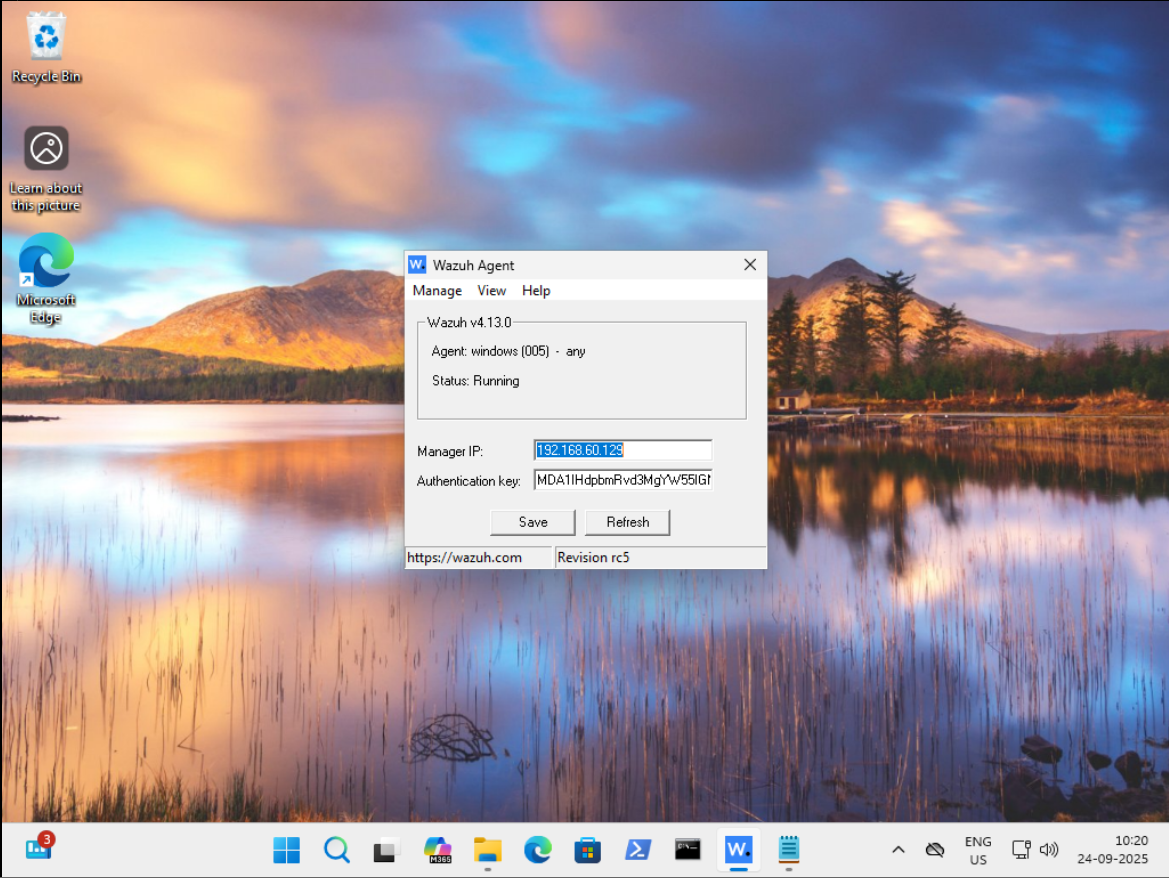 Recycle Bin
Learn about
this picture
Microsoft
Edge
W. Wazuh Agent
Manage View Help
Wazuh v4.13.0
Agent: windows (005) - any
Status: Running
Manager IP: 192.168.60.129
Authentication key: MDA1IHdpbmRvd3MgYW55IGI
Save Refresh
https://wazuh.com Revision rc5
3
M365
W.
ENG
US
10:20
24-09-2025